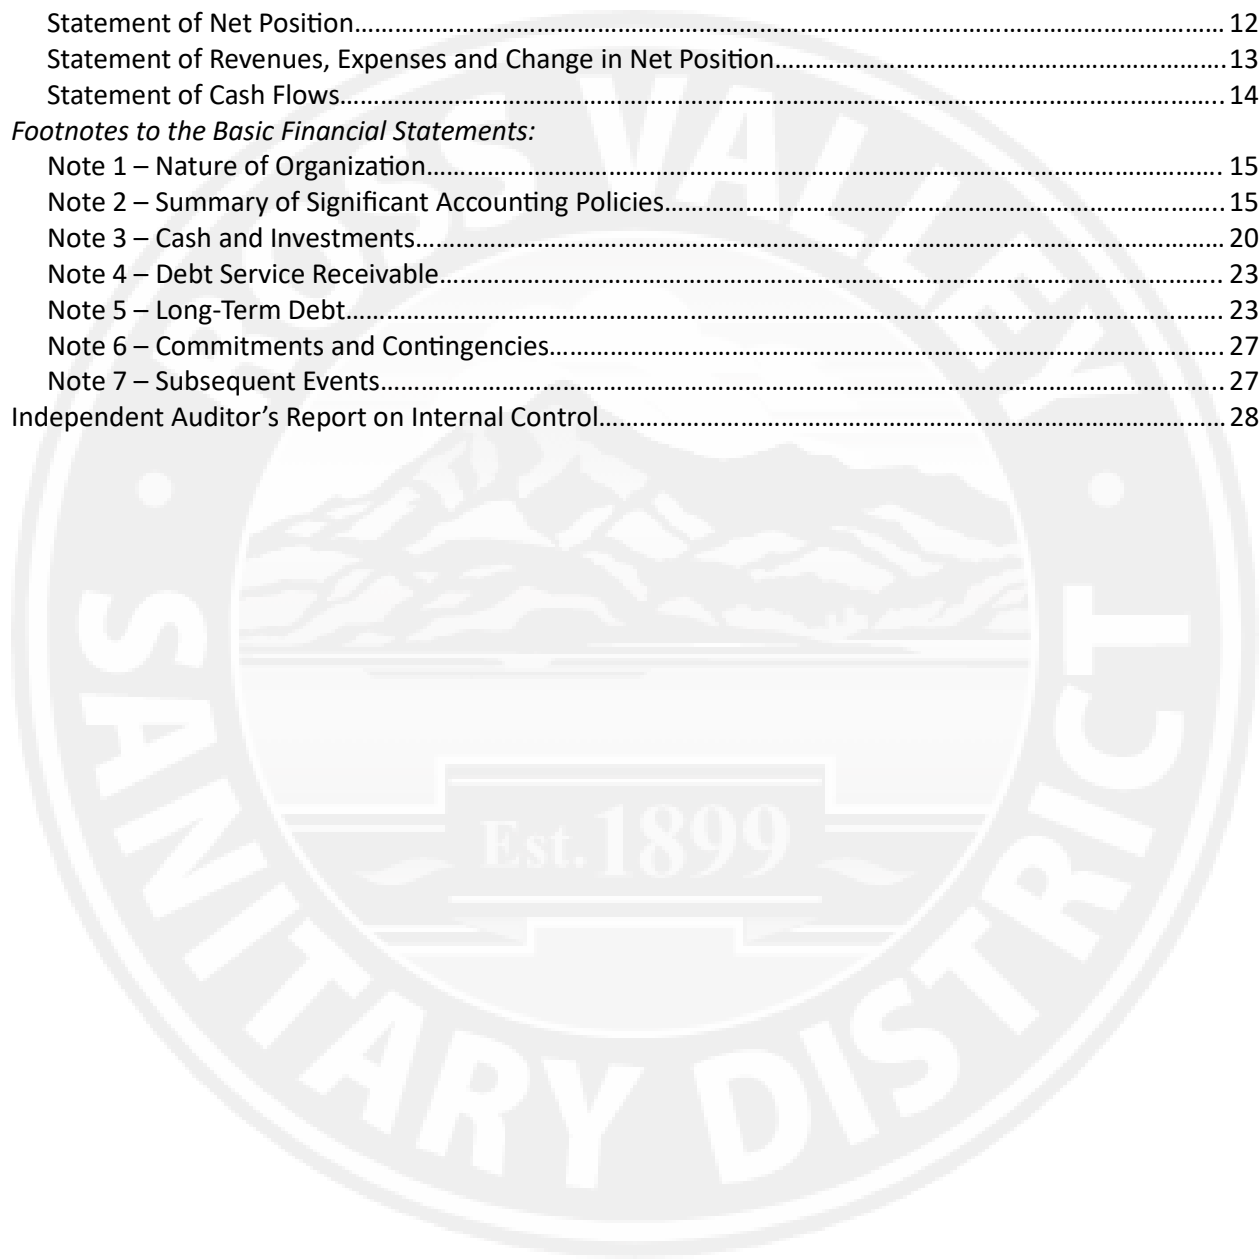 Statement of Net Position........................................ 12
Statement of Revenues, Expenses and Change in Net Position........................................ 13
Statement of Cash Flows........................................ 14
Footnotes to the Basic Financial Statements:
Note 1 – Nature of Organization........................................ 15
Note 2 – Summary of Significant Accounting Policies........................................ 15
Note 3 – Cash and Investments........................................ 20
Note 4 – Debt Service Receivable........................................ 23
Note 5 – Long-Term Debt........................................ 23
Note 6 – Commitments and Contingencies........................................ 27
Note 7 – Subsequent Events........................................ 27
Independent Auditor’s Report on Internal Control........................................ 28
ROSS VALLEY
SANITARY DISTRICT
Est. 1899